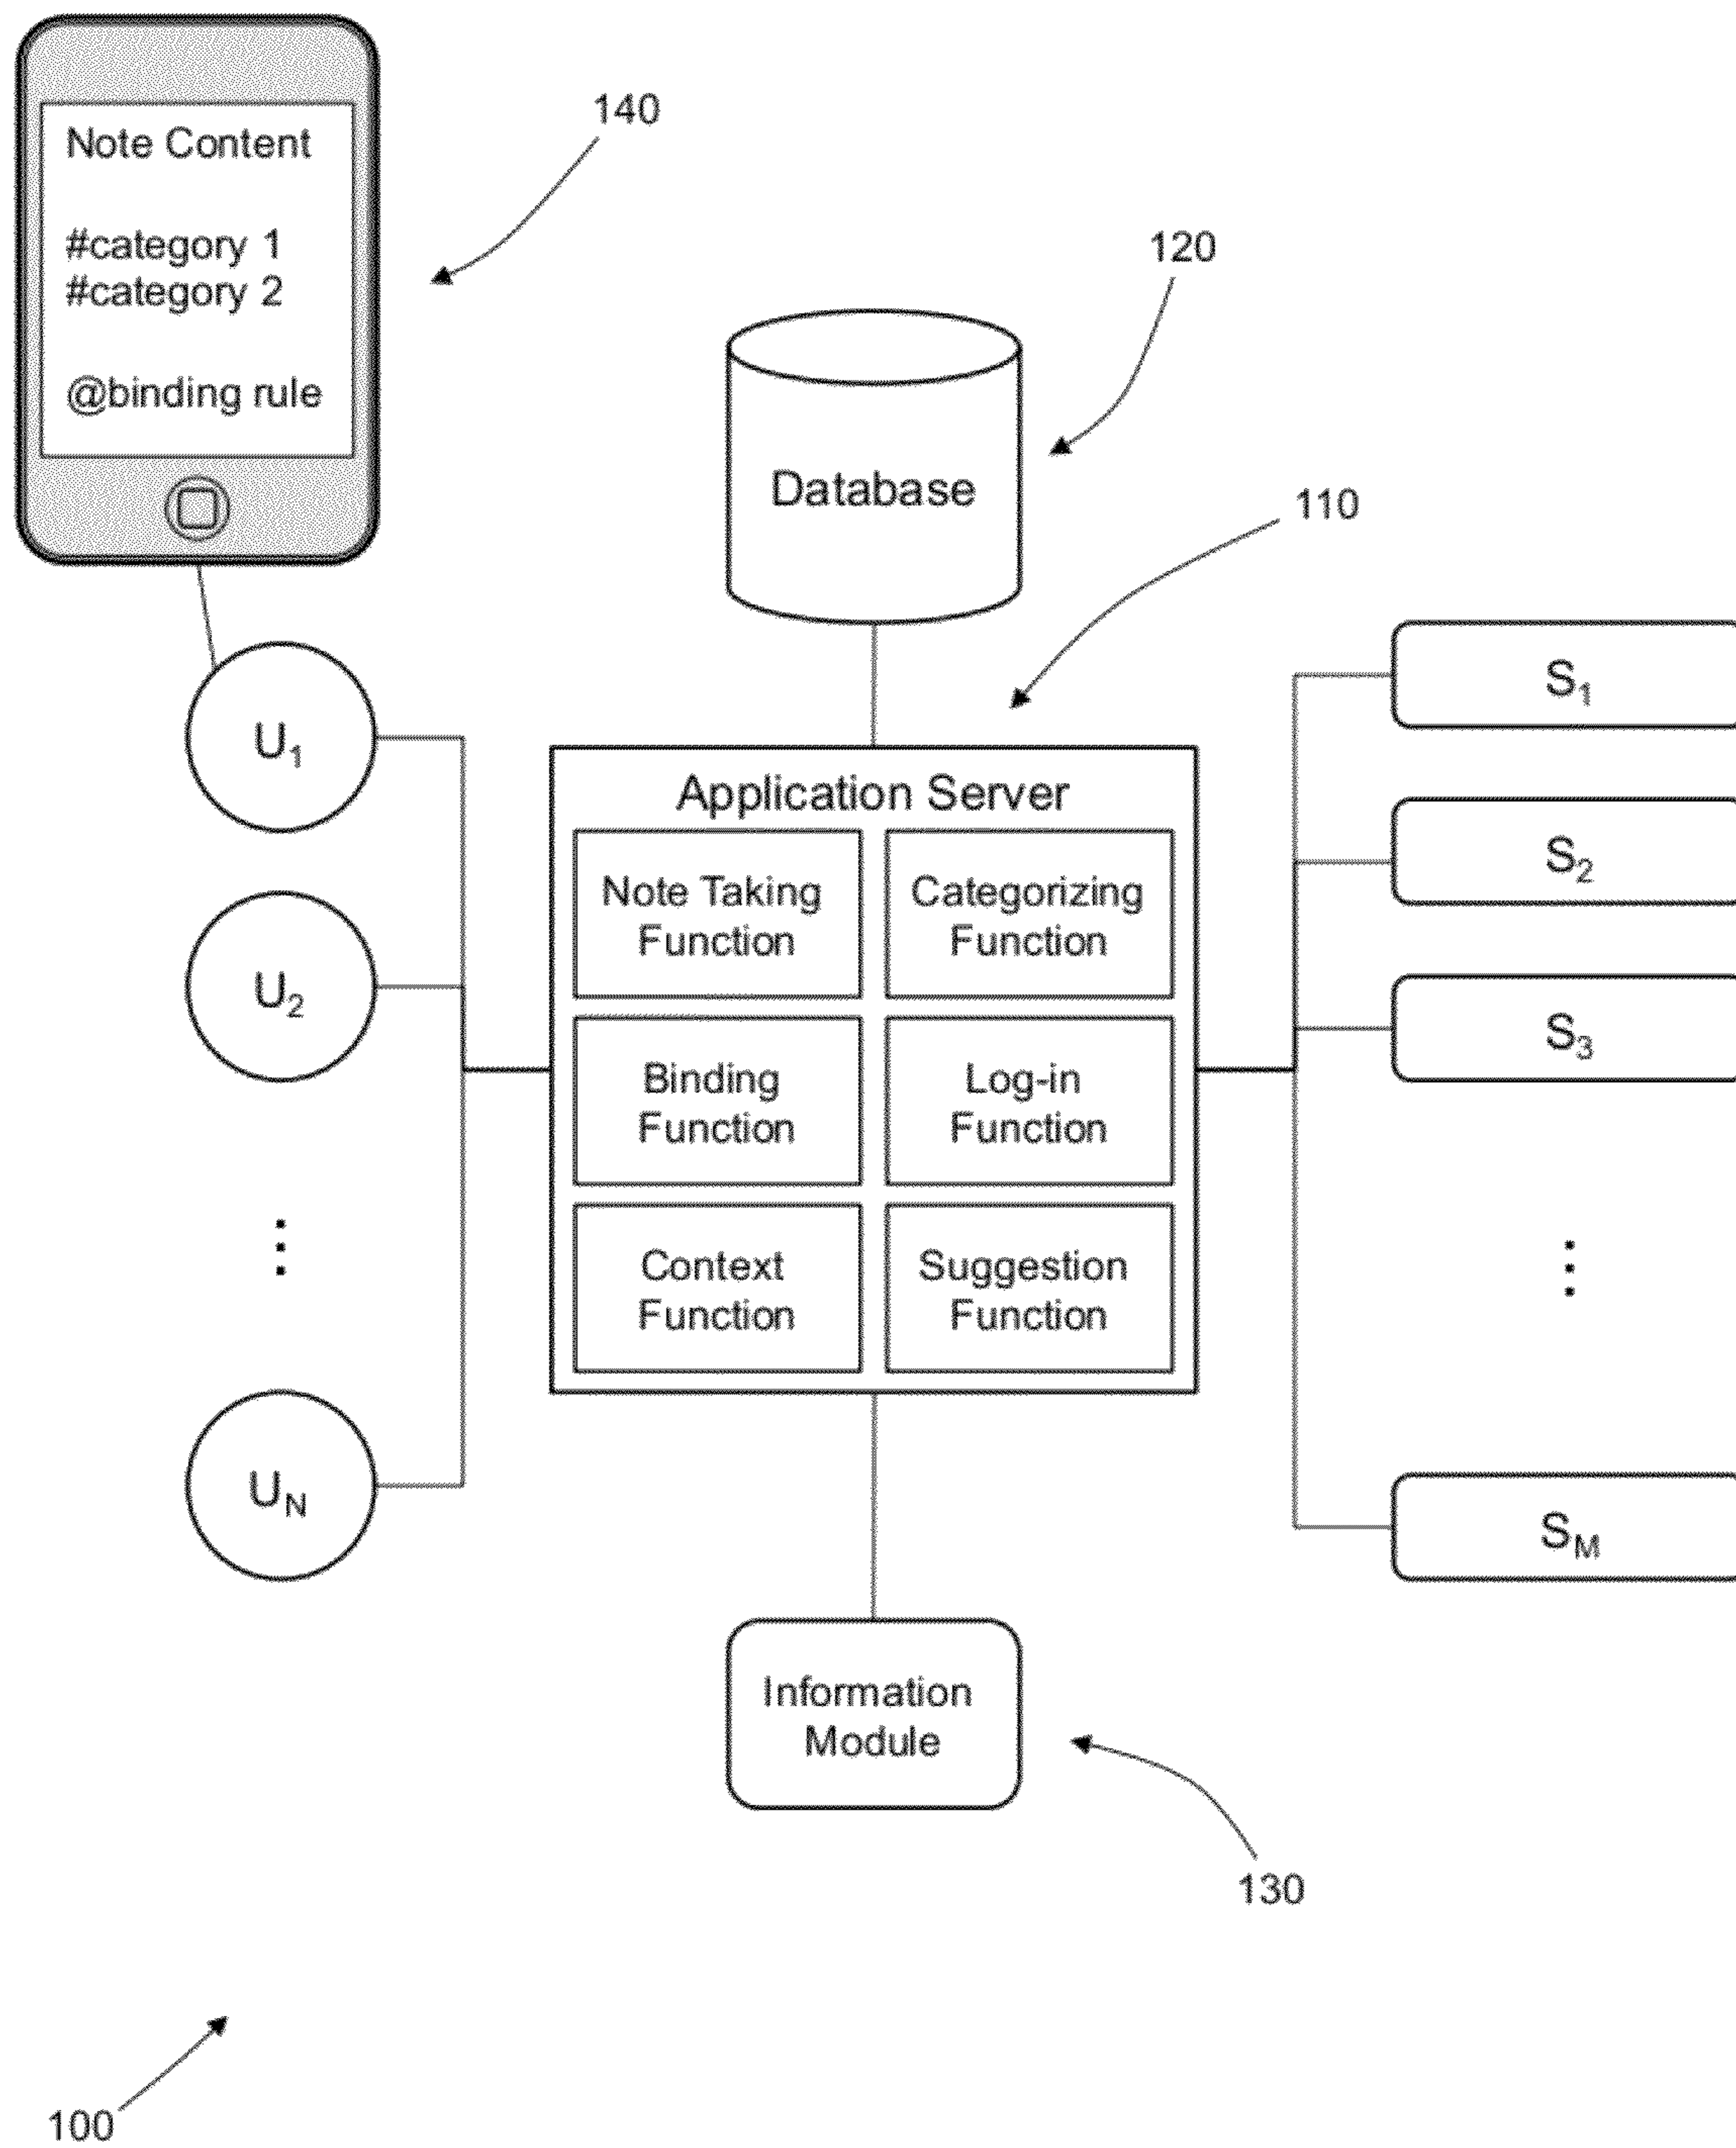 140
Note Content
#category 1
#category 2
@binding rule
120
Database
110
U1
U2
UN
Application Server
Note Taking
Function
Categorizing
Function
Binding
Function
Log-in
Function
Context
Function
Suggestion
Function
S1
S2
S3
SM
Information
Module
130
100